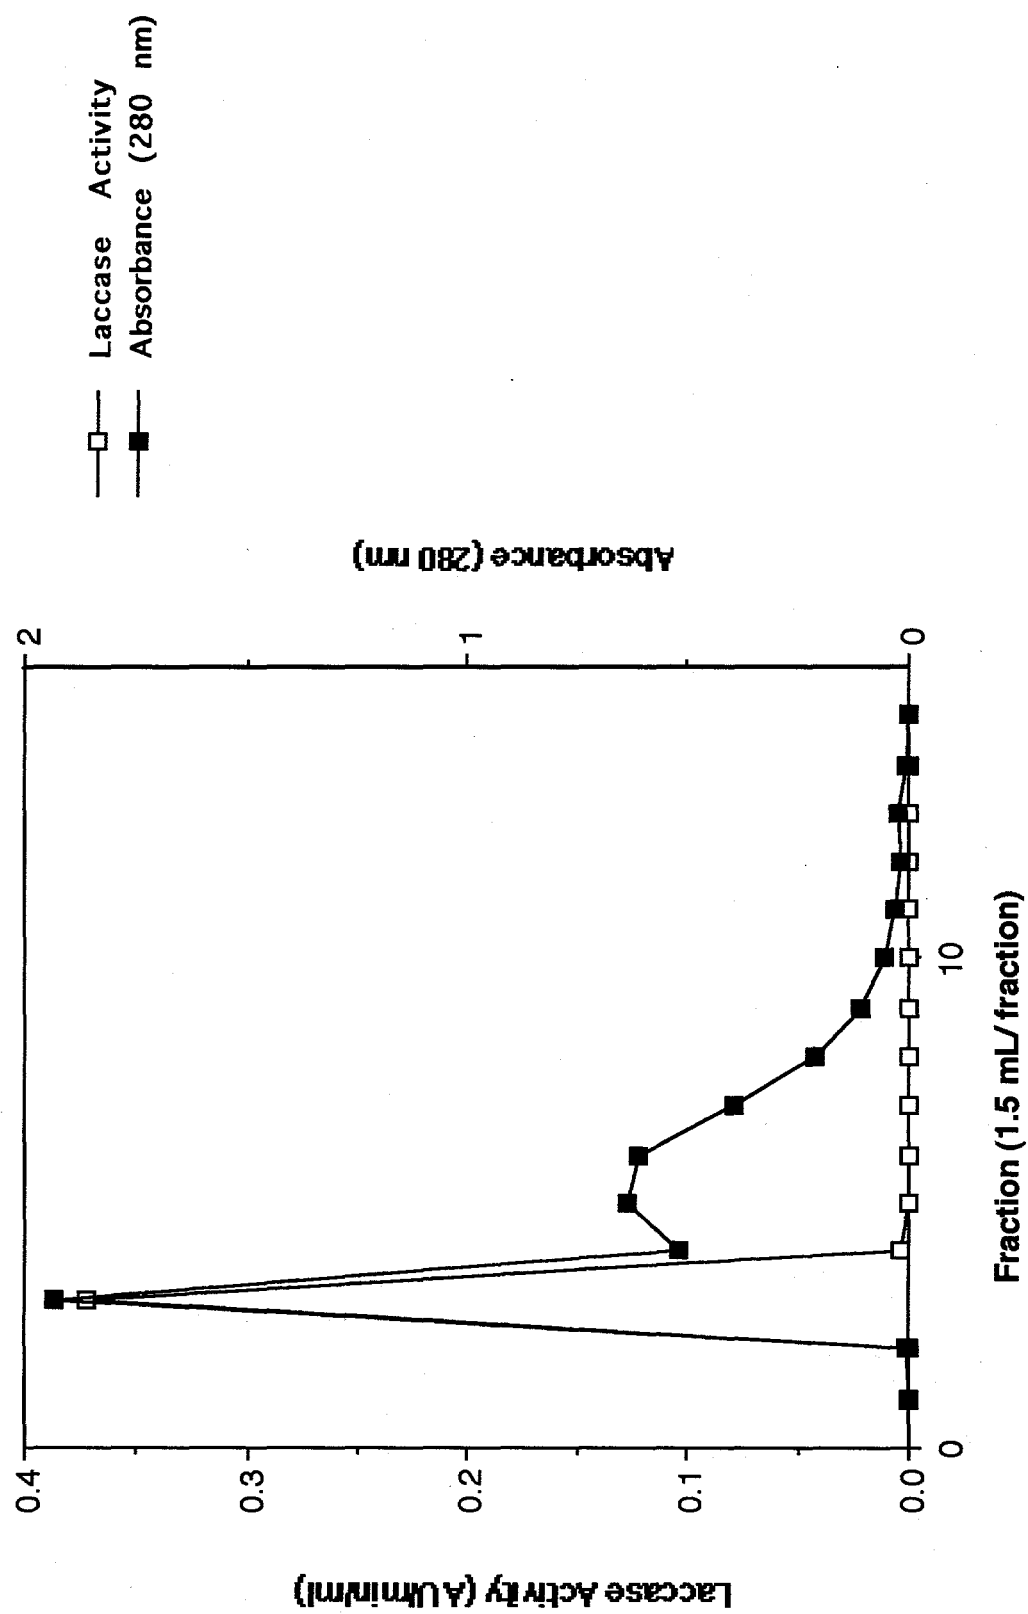 Laccase Activity
Absorbance (280 nm)
Laccase Activity (AU/min/ml)
0.4
0.3
0.2
0.1
0.0
0
10
Fraction (1.5 mL/fraction)
2
1
0
Absorbance (280 nm)